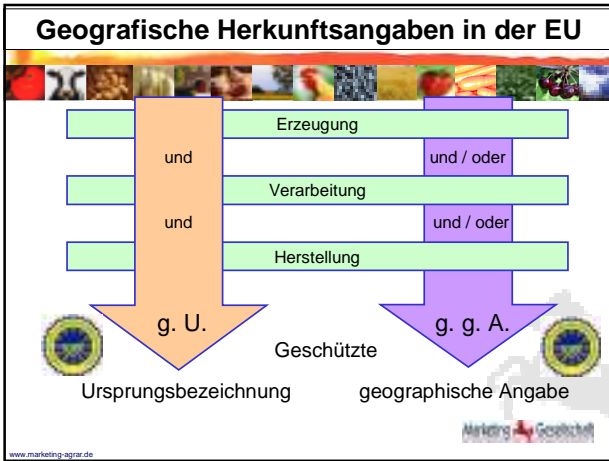 Geografische Herkunftsangaben in der EU
Erzeugung
und
und / oder
Verarbeitung
und
und / oder
Herstellung
g. U.
g. g. A.
Geschützte
Ursprungsbezeichnung
geographische Angabe
Marketing Gesellschaft
www.marketing-agrar.de